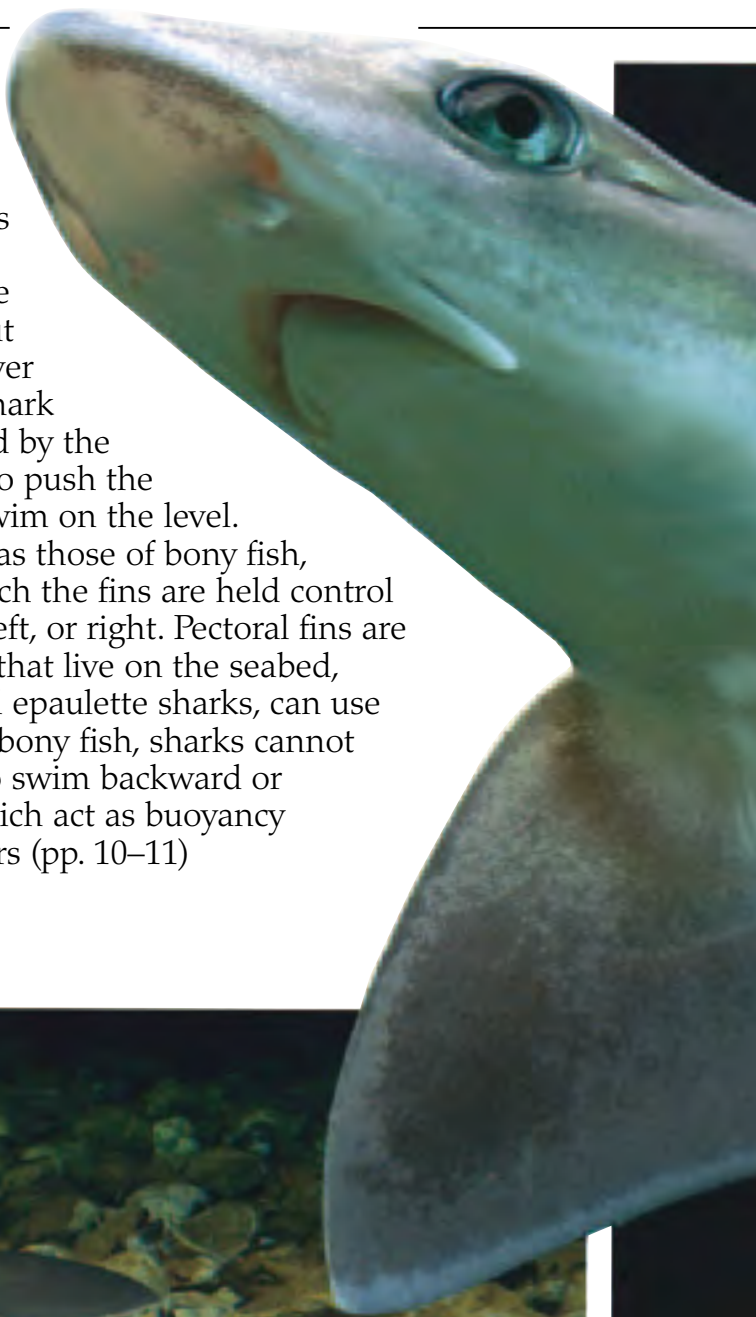 s
e
ut
ver
hark
d by the
o push the
wim on the level.
as those of bony fish,
ch the fins are held control
eft, or right. Pectoral fins are
that live on the seabed,
epaulette sharks, can use
bony fish, sharks cannot
o swim backward or
ich act as buoyancy
rs (pp. 10–11)